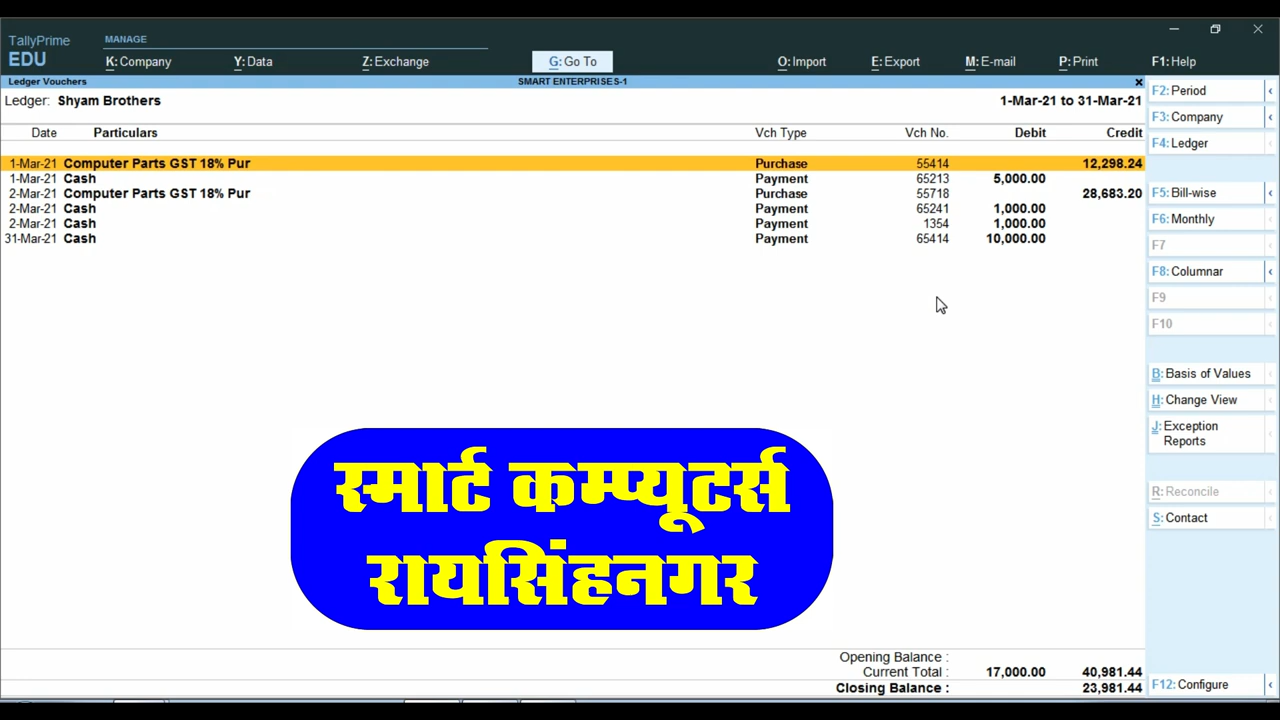 TallyPrime
EDU
MANAGE
K: Company Y: Data Z: Exchange G: Go To O: Import E: Export M: E-mail P: Print F1: Help
Ledger Vouchers SMART ENTERPRISES-1 ×
Ledger: Shyam Brothers 1-Mar-21 to 31-Mar-21
Date Particulars Vch Type Vch No. Debit Credit
1-Mar-21 Computer Parts GST 18% Pur Purchase 55414 12,298.24
1-Mar-21 Cash Payment 65213 5,000.00
2-Mar-21 Computer Parts GST 18% Pur Purchase 55718 28,683.20
2-Mar-21 Cash Payment 65241 1,000.00
2-Mar-21 Cash Payment 1354 1,000.00
31-Mar-21 Cash Payment 65414 10,000.00
स्मार्ट कम्प्यूटर्स
रायसिंहनगर
Opening Balance :
Current Total : 17,000.00 40,981.44
Closing Balance : 23,981.44
F2: Period
F3: Company
F4: Ledger
F5: Bill-wise
F6: Monthly
F7
F8: Columnar
F9
F10
B: Basis of Values
H: Change View
J: Exception
Reports
R: Reconcile
S: Contact
F12: Configure